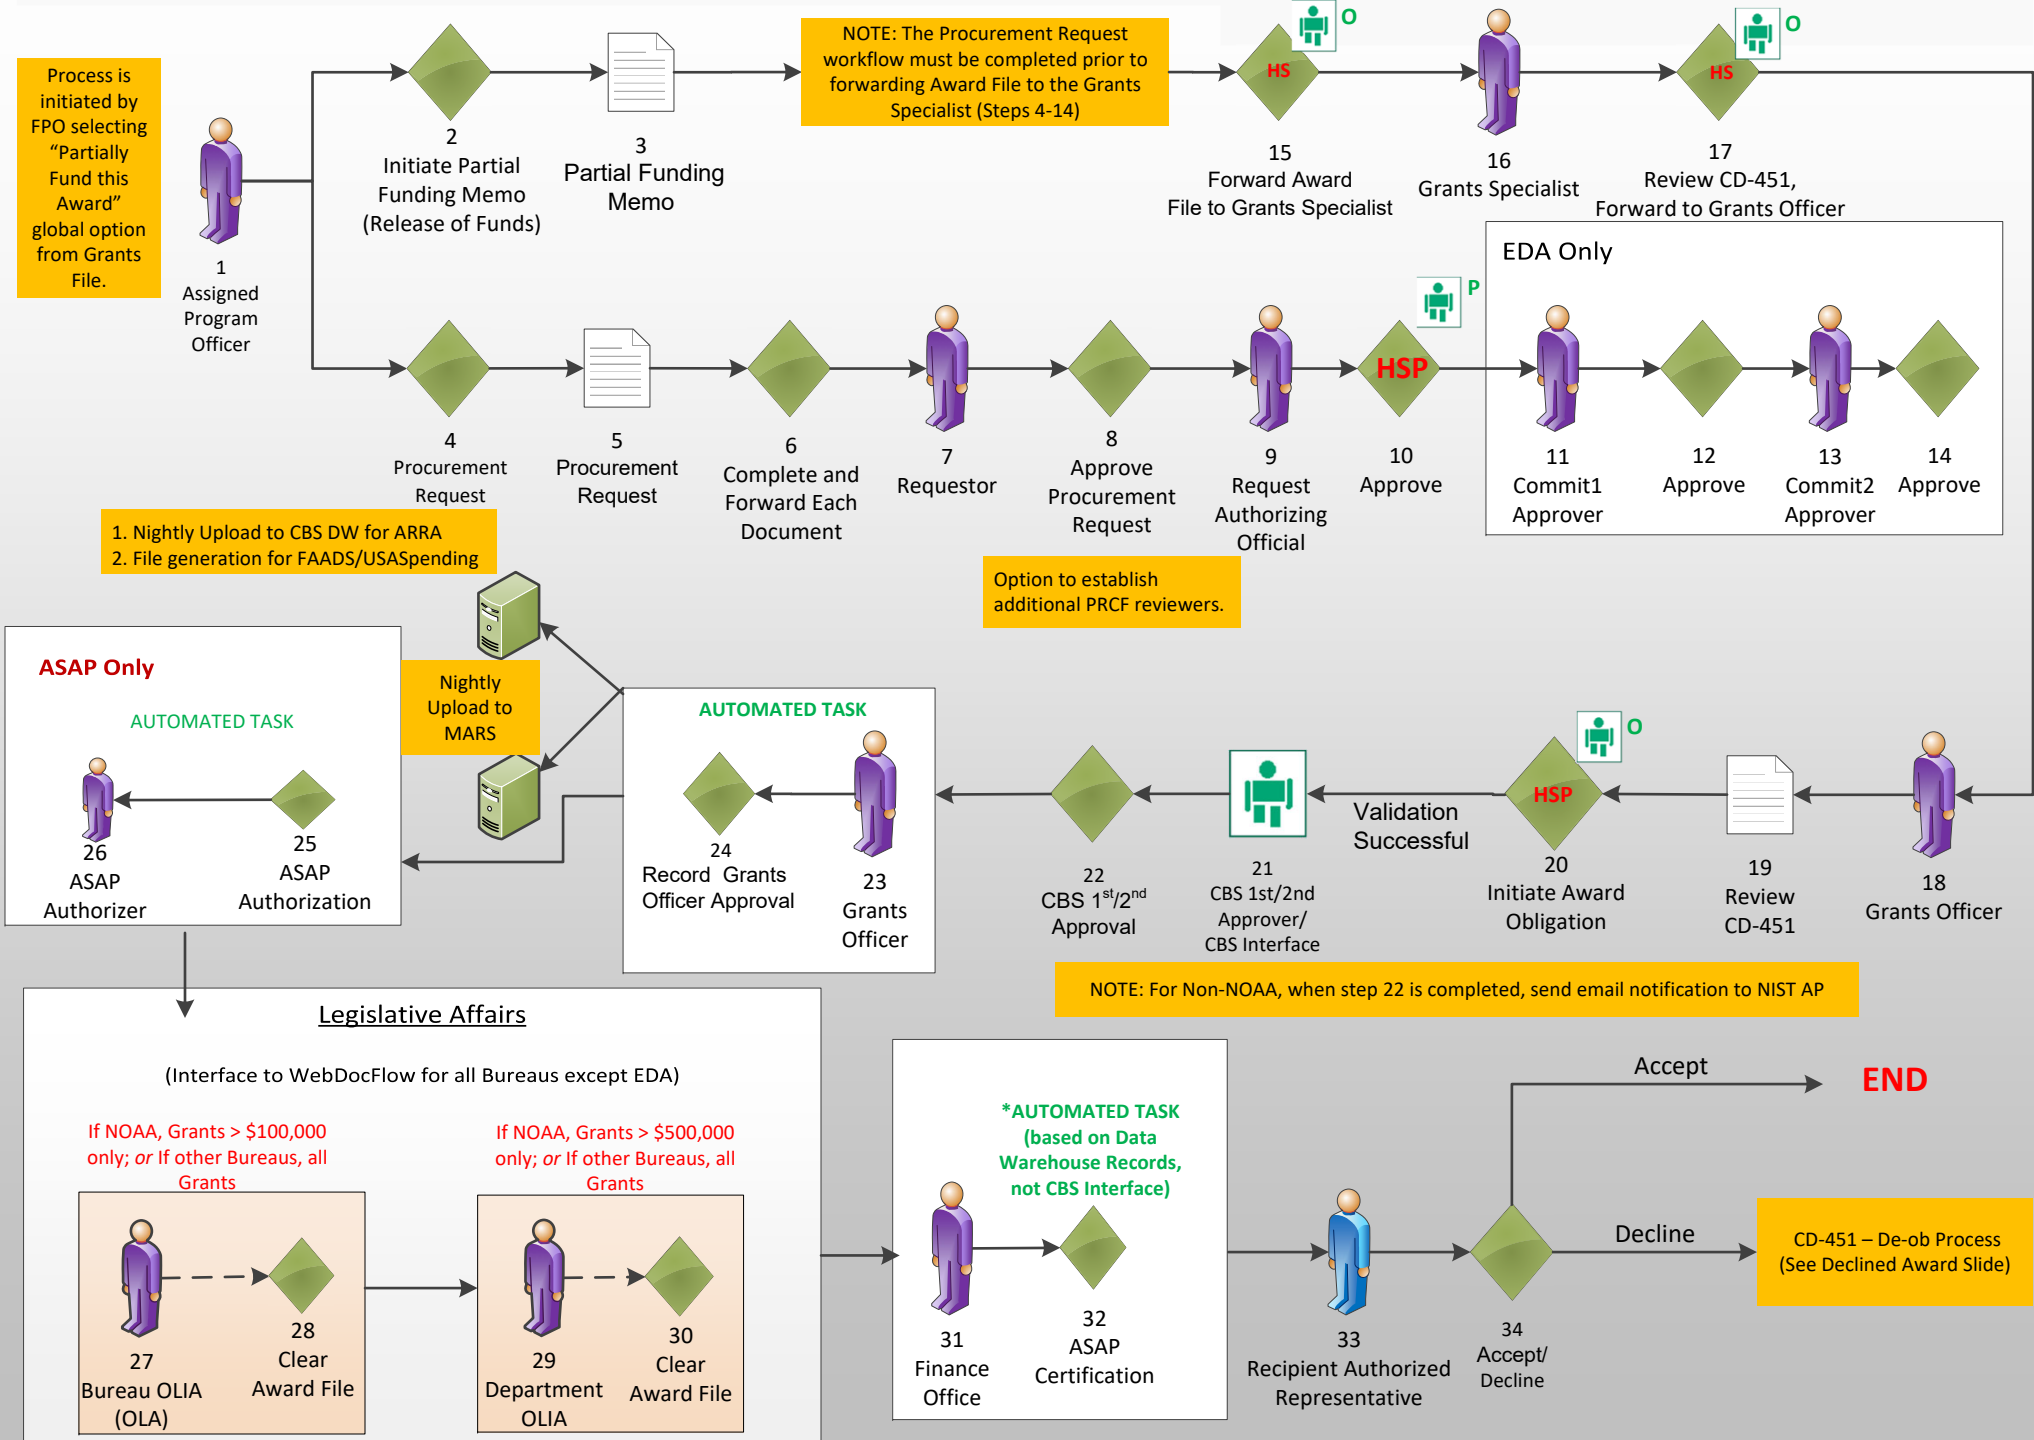 Process is
initiated by
FPO selecting
“Partially
Fund this
Award”
global option
from Grants
File.
1
Assigned
Program
Officer
2
Initiate Partial
Funding Memo
(Release of Funds)
3
Partial Funding
Memo
NOTE: The Procurement Request
workflow must be completed prior to
forwarding Award File to the Grants
Specialist (Steps 4-14)
O
HS
15
Forward Award
File to Grants Specialist
16
Grants Specialist
O
HS
17
Review CD-451,
Forward to Grants Officer
4
Procurement
Request
5
Procurement
Request
6
Complete and
Forward Each
Document
7
Requestor
8
Approve
Procurement
Request
9
Request
Authorizing
Official
P
HSP
10
Approve
EDA Only
11
Commit1
Approver
12
Approve
13
Commit2
Approver
14
Approve
1. Nightly Upload to CBS DW for ARRA
2. File generation for FAADS/USASpending
Option to establish
additional PRCF reviewers.
ASAP Only
AUTOMATED TASK
26
ASAP
Authorizer
25
ASAP
Authorization
Nightly
Upload to
MARS
AUTOMATED TASK
24
Record Grants
Officer Approval
23
Grants
Officer
22
CBS 1st/2nd
Approval
21
CBS 1st/2nd
Approver/
CBS Interface
Validation
Successful
O
HSP
20
Initiate Award
Obligation
19
Review
CD-451
18
Grants Officer
NOTE: For Non-NOAA, when step 22 is completed, send email notification to NIST AP
Legislative Affairs
(Interface to WebDocFlow for all Bureaus except EDA)
If NOAA, Grants > $100,000
only; or If other Bureaus, all
Grants
27
Bureau OLIA
(OLA)
28
Clear
Award File
If NOAA, Grants > $500,000
only; or If other Bureaus, all
Grants
29
Department
OLIA
30
Clear
Award File
*AUTOMATED TASK
(based on Data
Warehouse Records,
not CBS Interface)
31
Finance
Office
32
ASAP
Certification
33
Recipient Authorized
Representative
34
Accept/
Decline
Accept
END
Decline
CD-451 – De-ob Process
(See Declined Award Slide)